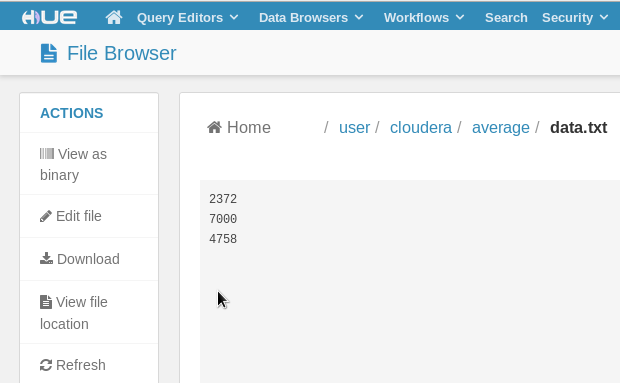 HUE Query Editors Data Browsers Workflows Search Security
File Browser
ACTIONS
View as
binary
Edit file
Download
View file
location
Refresh
Home / user / cloudera / average / data.txt
2372
7000
4758